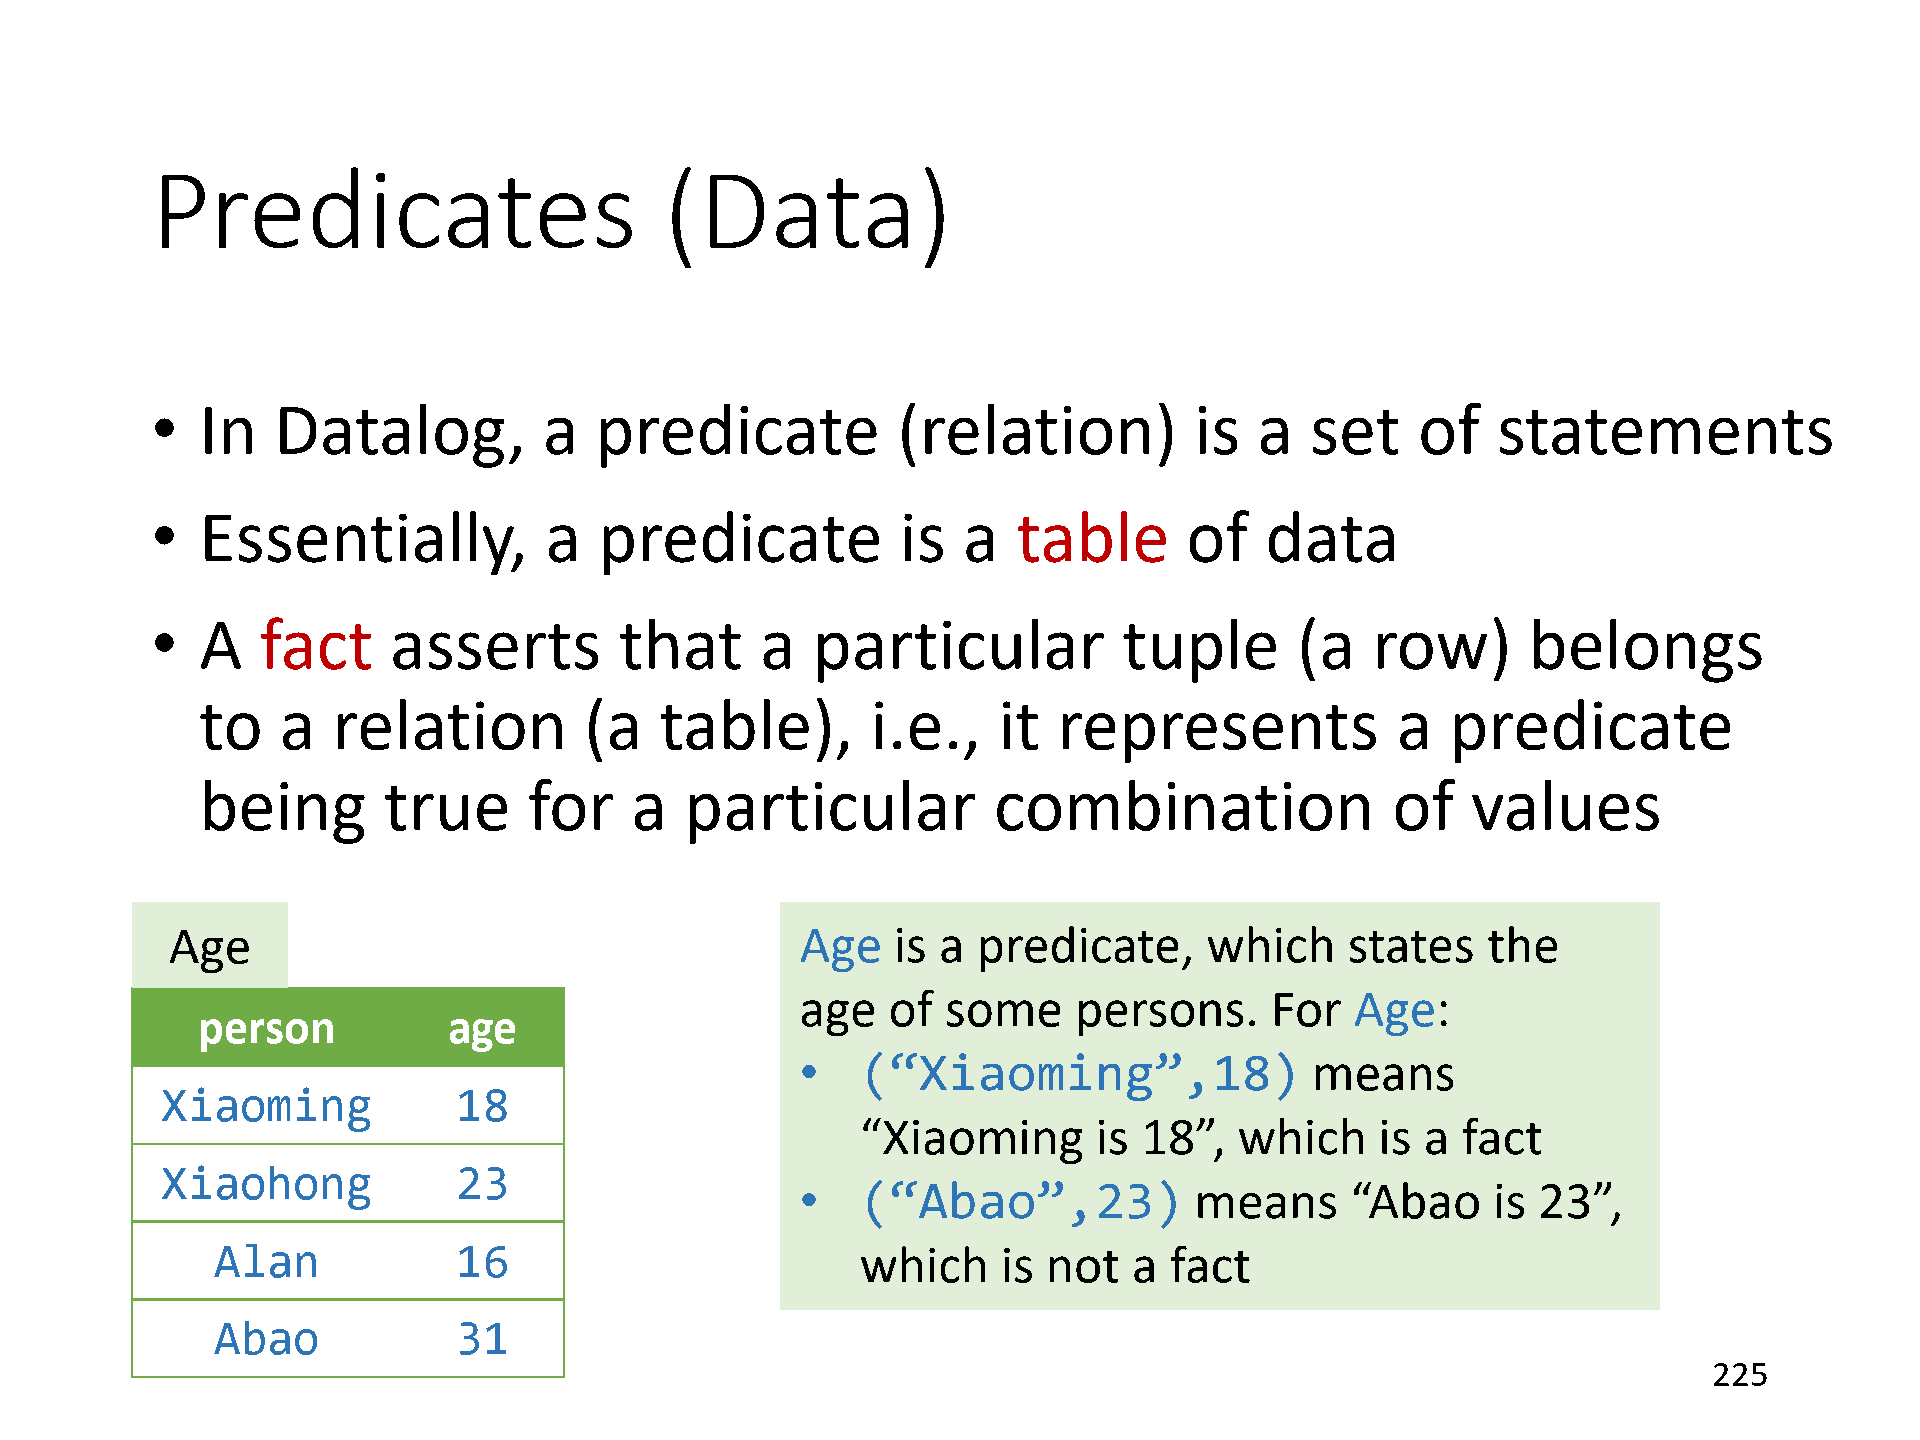 Predicates (Data)
• In Datalog, a predicate (relation) is a set of statements
• Essentially, a predicate is a table of data
• A fact asserts that a particular tuple (a row) belongs
to a relation (a table), i.e., it represents a predicate
being true for a particular combination of values
Age
person age
Xiaoming 18
Xiaohong 23
Alan 16
Abao 31
Age is a predicate, which states the
age of some persons. For Age:
• (“Xiaoming”,18) means
“Xiaoming is 18”, which is a fact
• (“Abao”,23) means “Abao is 23”,
which is not a fact
225